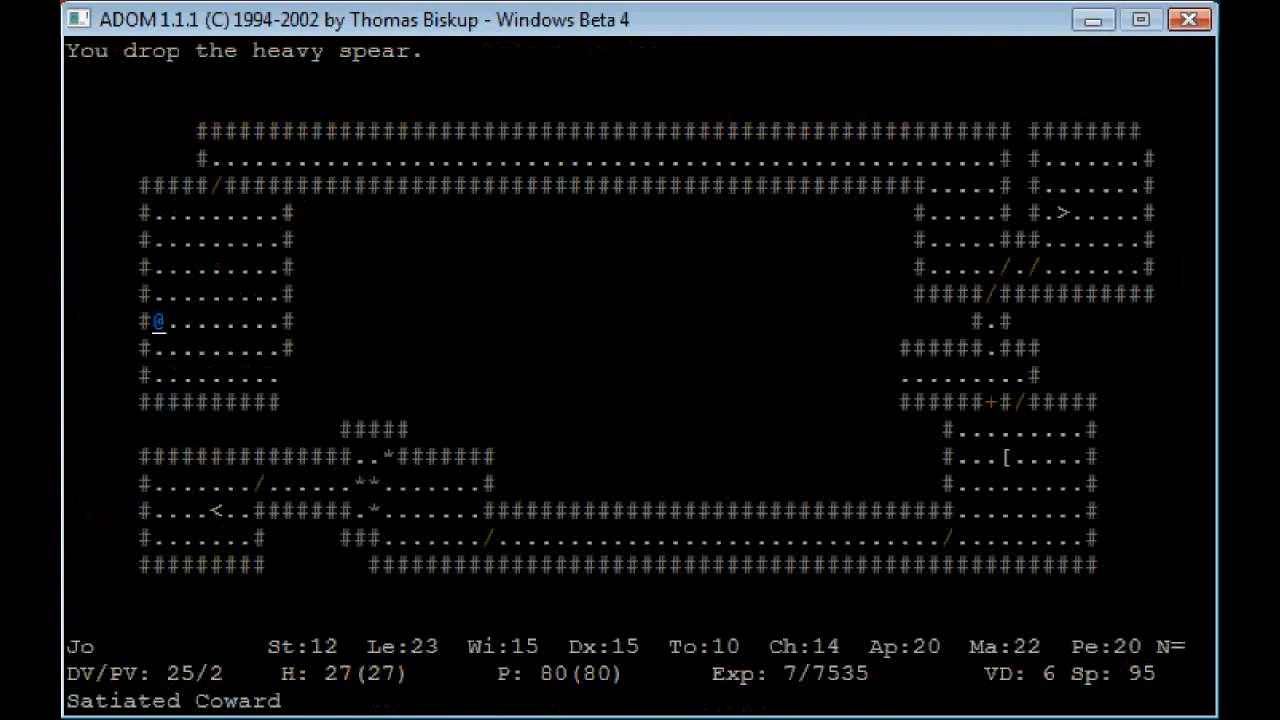 ADOM 1.1.1 (C) 1994-2002 by Thomas Biskup - Windows Beta 4
You drop the heavy spear.
Jo St:12 Le:23 Wi:15 Dx:15 To:10 Ch:14 Ap:20 Ma:22 Pe:20 N=
DV/PV: 25/2 H: 27(27) P: 80(80) Exp: 7/7535 VD: 6 Sp: 95
Satiated Coward